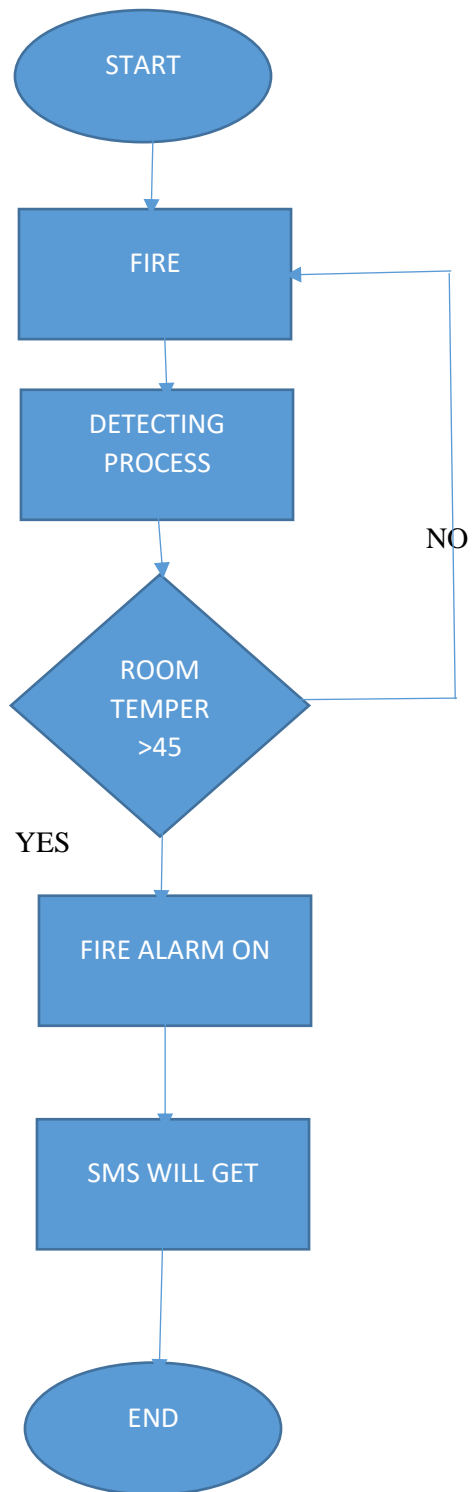 START
FIRE
DETECTING
PROCESS
NO
ROOM
TEMPER
>45
YES
FIRE ALARM ON
SMS WILL GET
END